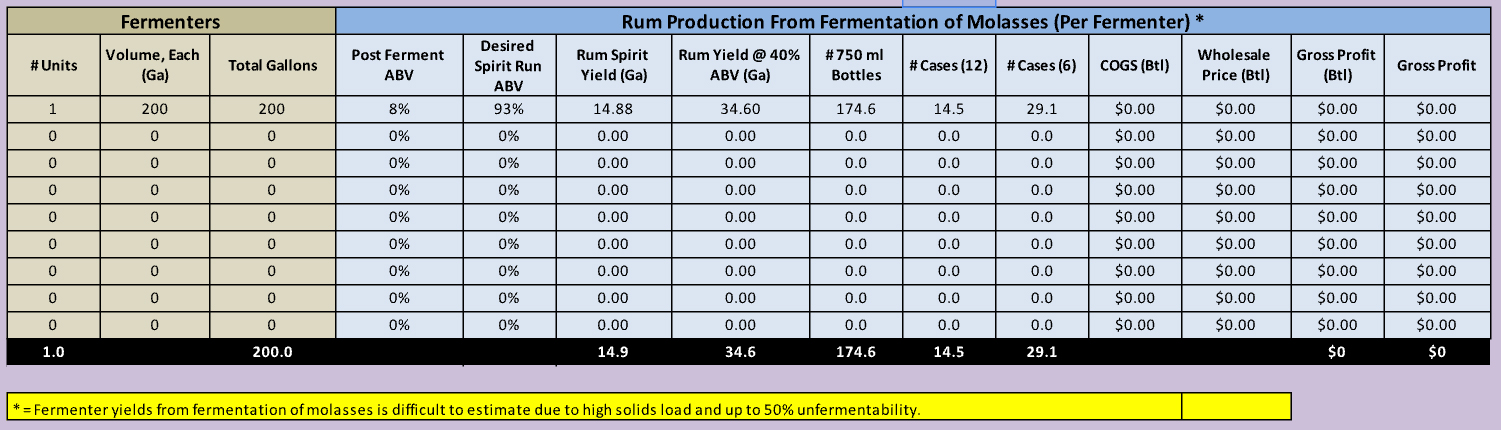 Fermenters Rum Production From Fermentation of Molasses (Per Fermenter) *
# Units Volume, Each (Ga) Total Gallons Post Ferment ABV Desired Spirit Run ABV Rum Spirit Yield (Ga) Rum Yield @ 40% ABV (Ga) # 750 ml Bottles # Cases (12) # Cases (6) COGS (Btl) Wholesale Price (Btl) Gross Profit (Btl) Gross Profit
1 200 200 8% 93% 14.88 34.60 174.6 14.5 29.1 $0.00 $0.00 $0.00 $0.00
0 0 0 0% 0% 0.00 0.00 0.0 0.0 0.0 $0.00 $0.00 $0.00 $0.00
0 0 0 0% 0% 0.00 0.00 0.0 0.0 0.0 $0.00 $0.00 $0.00 $0.00
0 0 0 0% 0% 0.00 0.00 0.0 0.0 0.0 $0.00 $0.00 $0.00 $0.00
0 0 0 0% 0% 0.00 0.00 0.0 0.0 0.0 $0.00 $0.00 $0.00 $0.00
0 0 0 0% 0% 0.00 0.00 0.0 0.0 0.0 $0.00 $0.00 $0.00 $0.00
0 0 0 0% 0% 0.00 0.00 0.0 0.0 0.0 $0.00 $0.00 $0.00 $0.00
0 0 0 0% 0% 0.00 0.00 0.0 0.0 0.0 $0.00 $0.00 $0.00 $0.00
0 0 0 0% 0% 0.00 0.00 0.0 0.0 0.0 $0.00 $0.00 $0.00 $0.00
1.0 200.0 14.9 34.6 174.6 14.5 29.1 $0 $0
* = Fermenter yields from fermentation of molasses is difficult to estimate due to high solids load and up to 50% unfermentability.